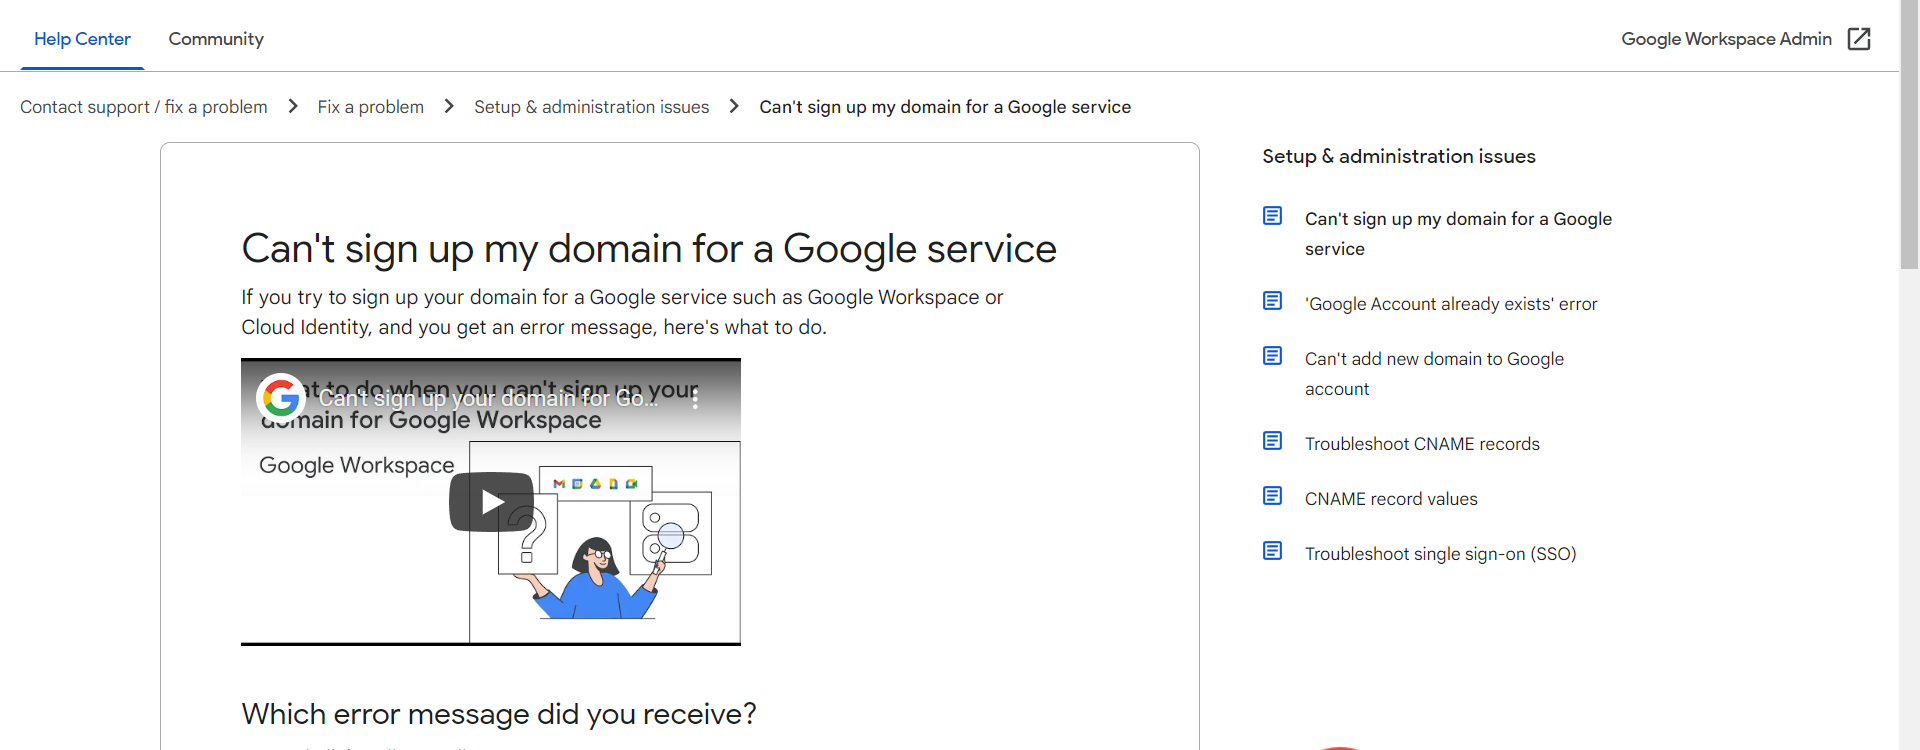 Help Center
Community
Google Workspace Admin
Contact support / fix a problem
Fix a problem
Setup & administration issues
Can't sign up my domain for a Google service
Can't sign up my domain for a Google service
If you try to sign up your domain for a Google service such as Google Workspace or
Cloud Identity, and you get an error message, here's what to do.
at to do when you can't sign up your
Can't sign up your domain for Go...
domain for Google Workspace
Google Workspace
Which error message did you receive?
Setup & administration issues
Can't sign up my domain for a Google
service
'Google Account already exists' error
Can't add new domain to Google
account
Troubleshoot CNAME records
CNAME record values
Troubleshoot single sign-on (SSO)